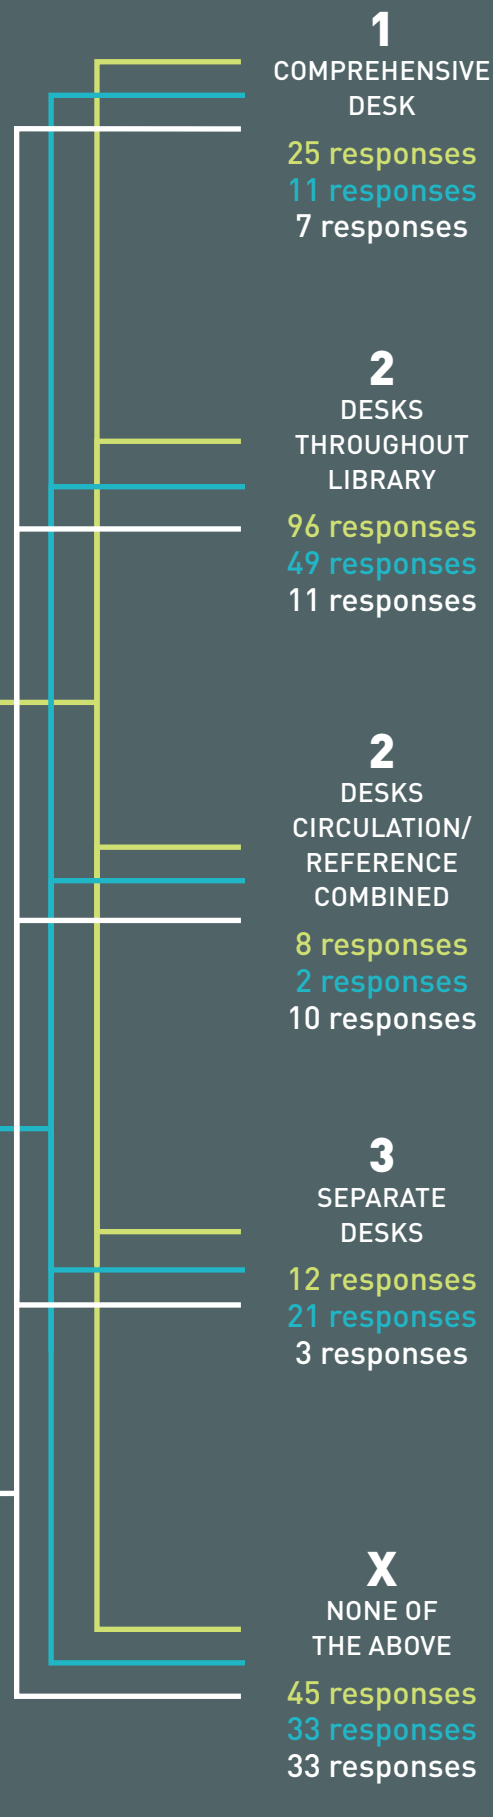 1
COMPREHENSIVE
DESK
25 responses
11 responses
7 responses
2
DESKS
THROUGHOUT
LIBRARY
96 responses
49 responses
11 responses
2
DESKS
CIRCULATION/
REFERENCE
COMBINED
8 responses
2 responses
10 responses
3
SEPARATE
DESKS
12 responses
21 responses
3 responses
X
NONE OF
THE ABOVE
45 responses
33 responses
33 responses